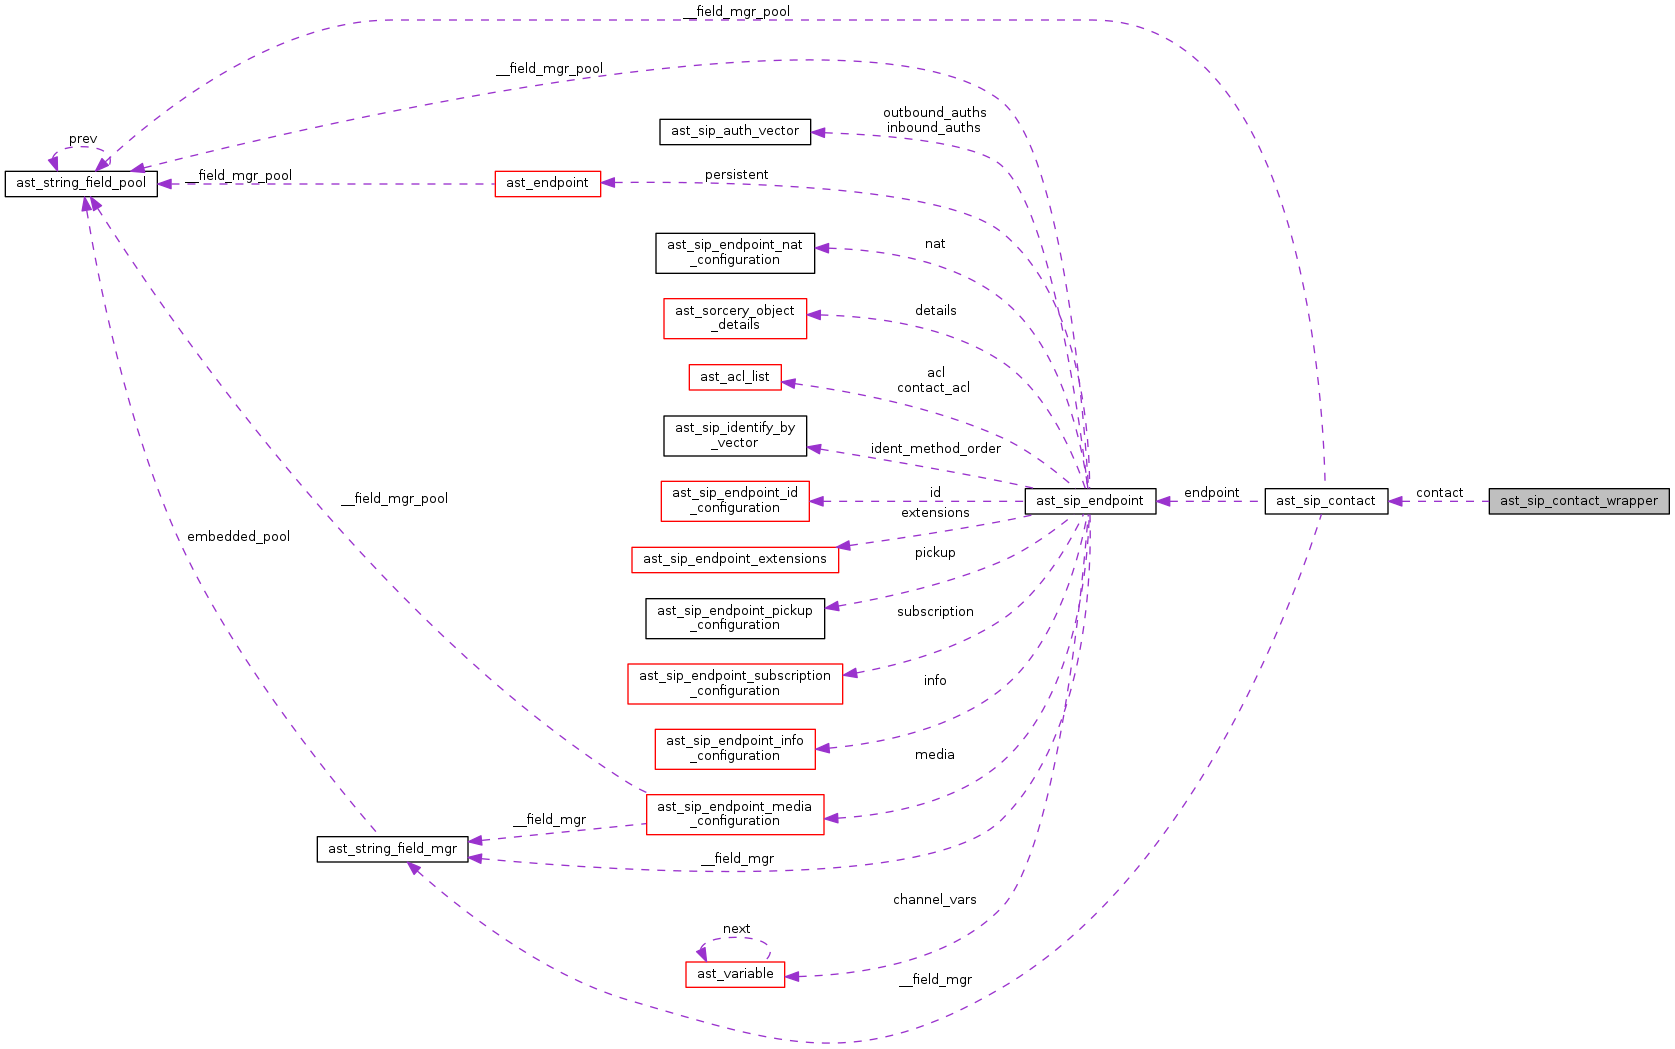 __field_mgr_pool
__field_mgr_pool
outbound_auths
inbound_auths
ast_sip_auth_vector
prev
ast_string_field_pool
__field_mgr_pool
ast_endpoint
persistent
ast_sip_endpoint_nat
_configuration
nat
ast_sorcery_object
_details
details
ast_acl_list
acl
contact_acl
ast_sip_identify_by
_vector
ident_method_order
ast_sip_endpoint_id
_configuration
id
ast_sip_endpoint
endpoint
ast_sip_contact
contact
ast_sip_contact_wrapper
__field_mgr_pool
extensions
embedded_pool
ast_sip_endpoint_extensions
pickup
ast_sip_endpoint_pickup
_configuration
subscription
ast_sip_endpoint_subscription
_configuration
info
ast_sip_endpoint_info
_configuration
media
ast_sip_endpoint_media
_configuration
__field_mgr
ast_string_field_mgr
__field_mgr
channel_vars
next
ast_variable
__field_mgr